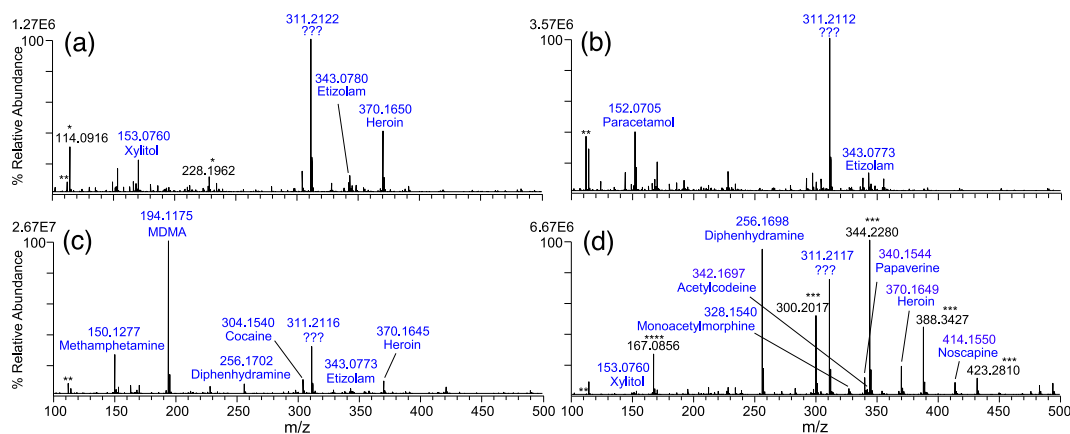 1.27E6
100
(a)
% Relative Abundance
311.2122
???
343.0780
Etizolam
370.1650
Heroin
*
114.0916
**
153.0760
Xylitol
*
228.1962
3.57E6
100
(b)
311.2112
???
152.0705
Paracetamol
**
343.0773
Etizolam
2.67E7
100
(c)
% Relative Abundance
194.1175
MDMA
150.1277
Methamphetamine
**
256.1702
Diphenhydramine
304.1540
Cocaine
311.2116
???
343.0773
Etizolam
370.1645
Heroin
100 150 200 250 300 350 400 450 500
m/z
6.67E6
100
(d)
256.1698
Diphenhydramine
***
344.2280
311.2117
???
340.1544
Papaverine
342.1697
Acetylcodeine
370.1649
Heroin
328.1540
Monoacetylmorphine
***
300.2017
***
388.3427
****
167.0856
414.1550
Noscapine
***
423.2810
153.0760
Xylitol
**
100 150 200 250 300 350 400 450 500
m/z